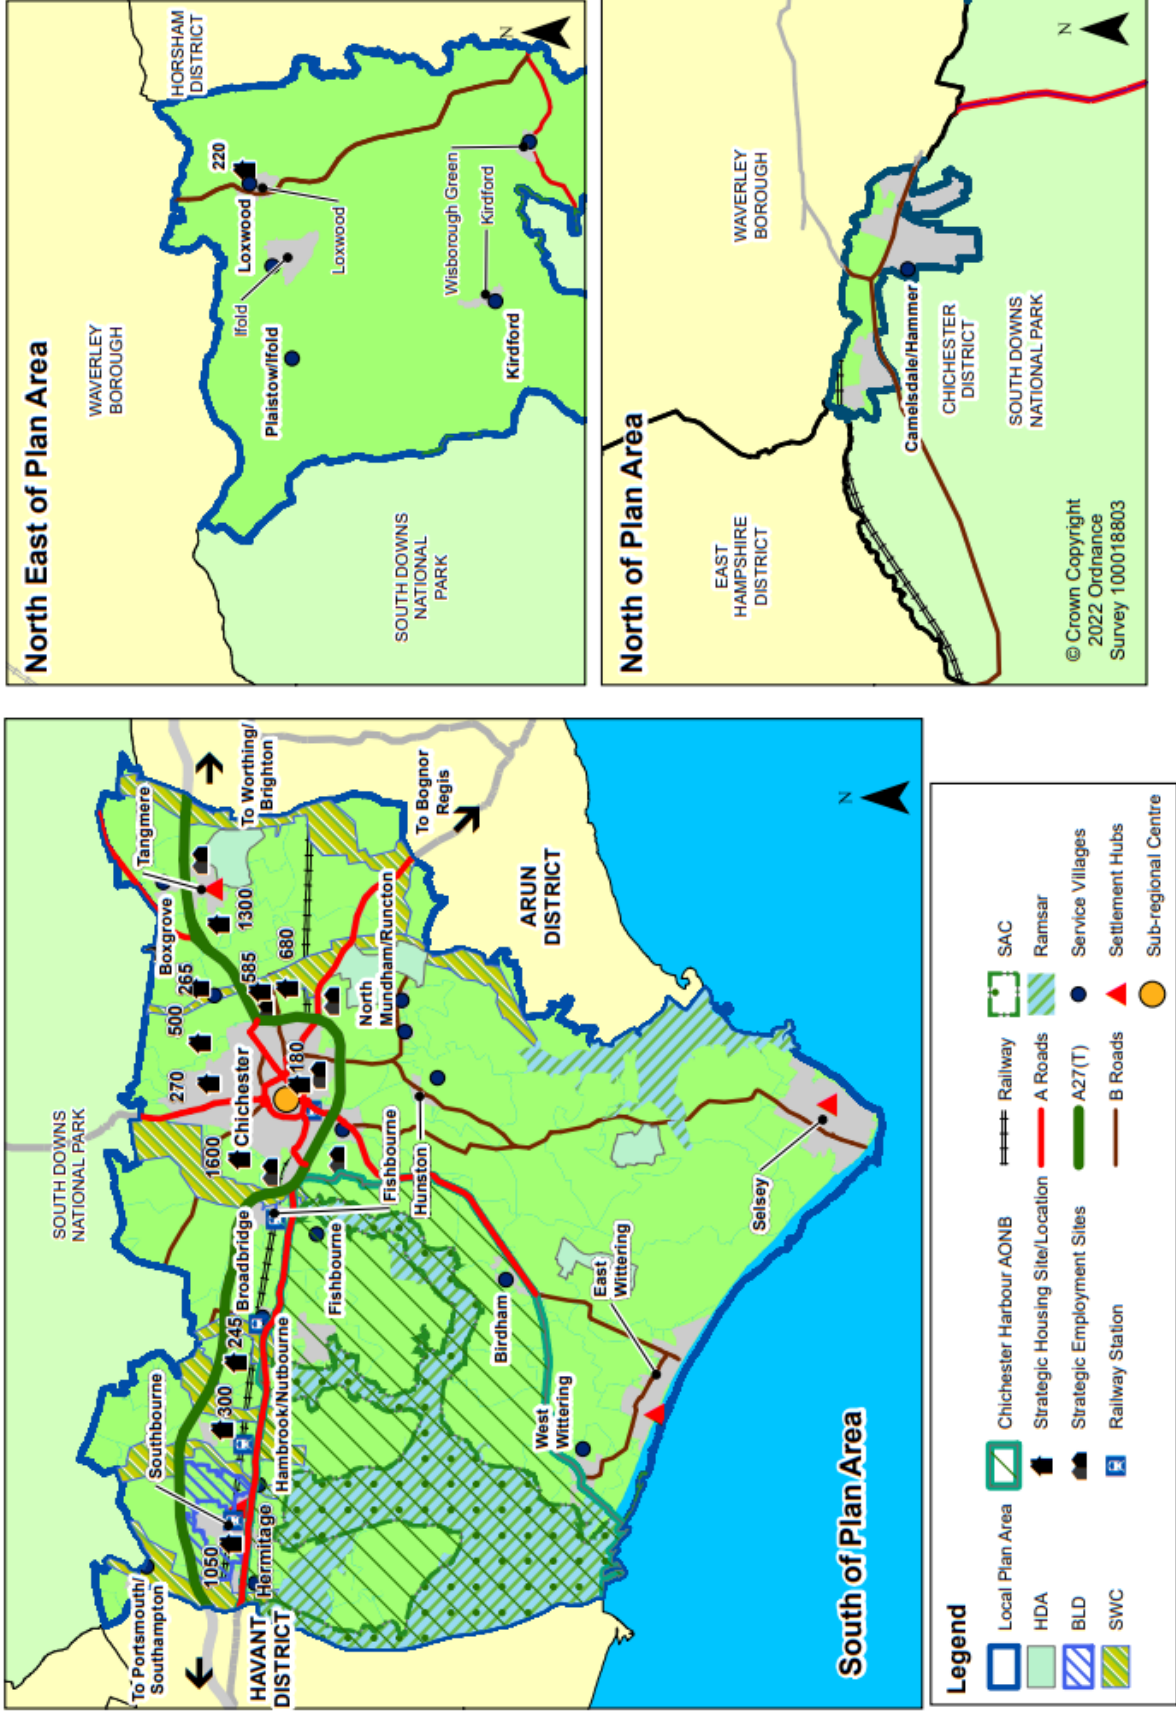 South of Plan Area
SOUTH DOWNS
NATIONAL PARK
To Portsmouth/
Southampton
HAVANT
DISTRICT
Hermitage
1050
Southbourne
Hambrook/Nutbourne
300
245
Broadbridge
Fishbourne
Fishbourne
1600
Chichester
270
500
265
180
585
680
Boxgrove
Tangmere
1300
To Worthing/
Brighton
To Bognor
Regis
North
Mundham/Runcton
Hunston
ARUN
DISTRICT
Birdham
West
Wittering
East
Wittering
Selsey
N
North East of Plan Area
WAVERLEY
BOROUGH
HORSHAM
DISTRICT
N
220
Loxwood
Ifold
Loxwood
Plaistow/Ifold
Wisborough Green
Kirdford
Kirdford
SOUTH DOWNS
NATIONAL
PARK
North of Plan Area
WAVERLEY
BOROUGH
N
EAST
HAMPSHIRE
DISTRICT
Camelsdale/Hammer
CHICHESTER
DISTRICT
SOUTH DOWNS
NATIONAL PARK
© Crown Copyright
2022 Ordnance
Survey 100018803
Legend
Local Plan Area
HDA
BLD
SWC
Chichester Harbour AONB
Strategic Housing Site/Location
Strategic Employment Sites
Railway Station
Railway
A Roads
A27(T)
B Roads
SAC
Ramsar
Service Villages
Settlement Hubs
Sub-regional Centre